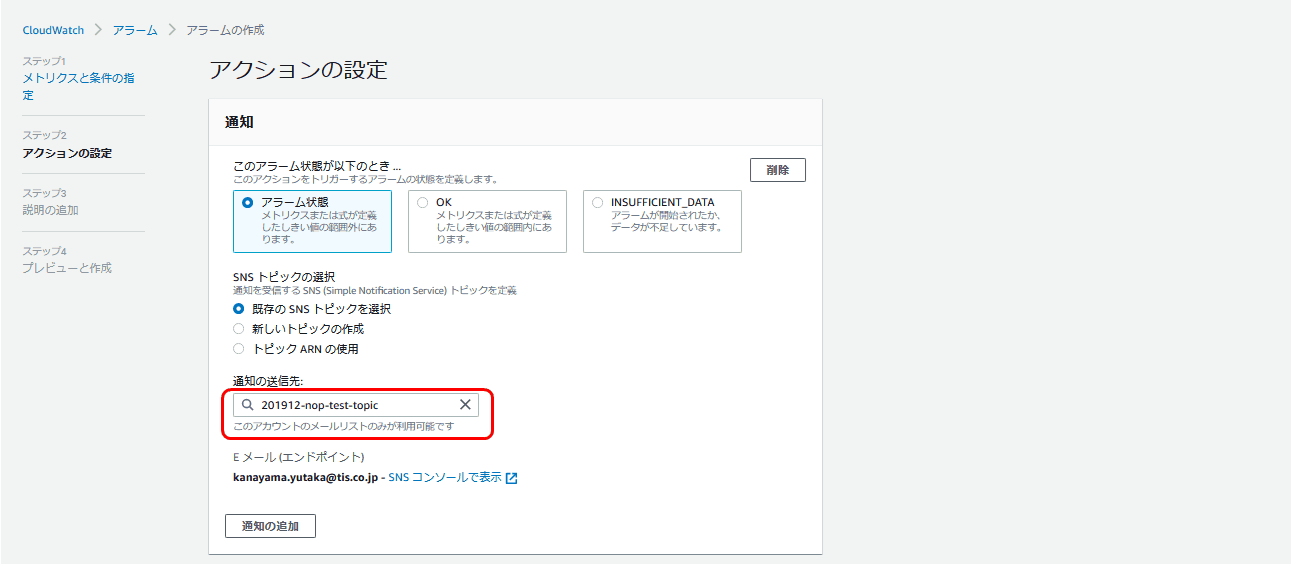 CloudWatch > アラーム > アラームの作成
ステップ1
メトリクスと条件の指
定
ステップ2
アクションの設定
ステップ3
説明の追加
ステップ4
プレビューと作成
アクションの設定
通知
このアラーム状態が以下のとき ...
このアクションをトリガーするアラームの状態を定義します。
削除
アラーム状態
メトリクスまたは式が定義
したしきい値の範囲外にあ
ります。
OK
メトリクスまたは式が定義
したしきい値の範囲内にあ
ります。
INSUFFICIENT_DATA
アラームが開始されたか、
データが不足しています。
SNS トピックの選択
通知を受信する SNS (Simple Notification Service) トピックを定義
既存の SNS トピックを選択
新しいトピックの作成
トピック ARN の使用
通知の送信先:
201912-nop-test-topic
このアカウントのメールリストのみが利用可能です
E メール (エンドポイント)
kanayama.yutaka@tis.co.jp - SNS コンソールで表示
通知の追加